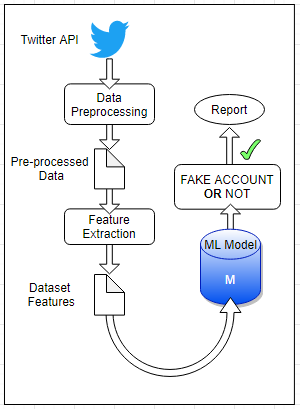 Twitter API
Data
Preprocessing
Pre-processed
Data
Feature
Extraction
Dataset
Features
Report
FAKE ACCOUNT
OR NOT
ML Model
M